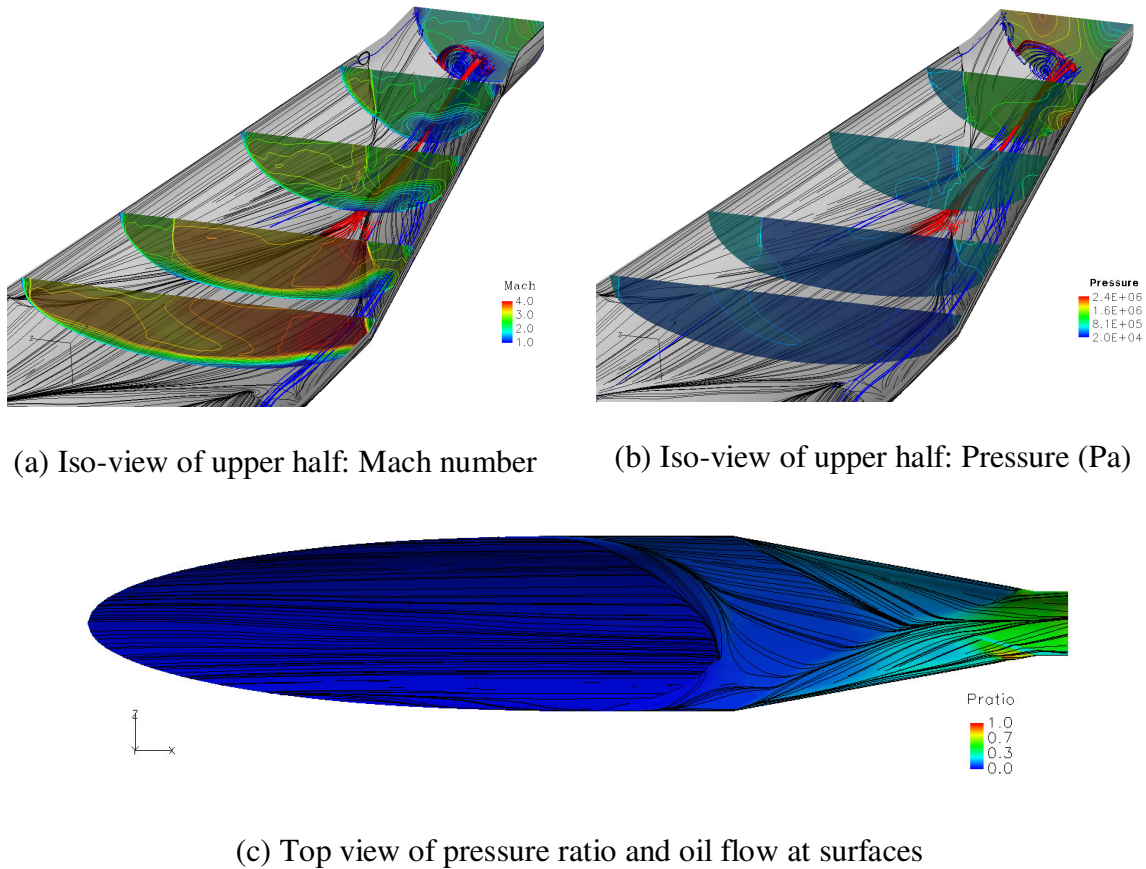 Mach
4.0
3.0
2.0
1.0
z
Pressure
2.4E+06
1.6E+06
8.1E+05
2.0E+04
z
(a) Iso-view of upper half: Mach number
(b) Iso-view of upper half: Pressure (Pa)
Z
Y X
Pratio
1.0
0.7
0.3
0.0
(c) Top view of pressure ratio and oil flow at surfaces